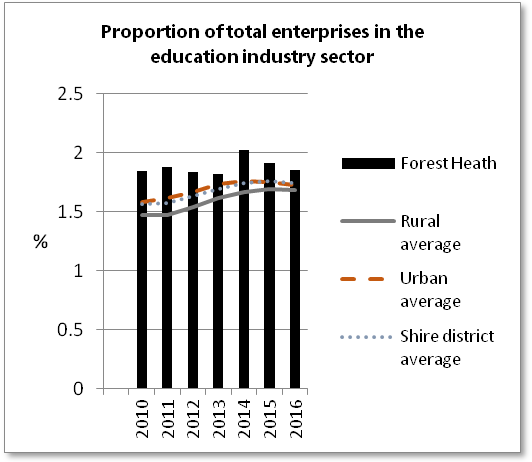 Proportion of total enterprises in the
education industry sector
2.5
2
1.5
1
0.5
0
%
2010
2011
2012
2013
2014
2015
2016
Forest Heath
Rural
average
Urban
average
Shire district
average